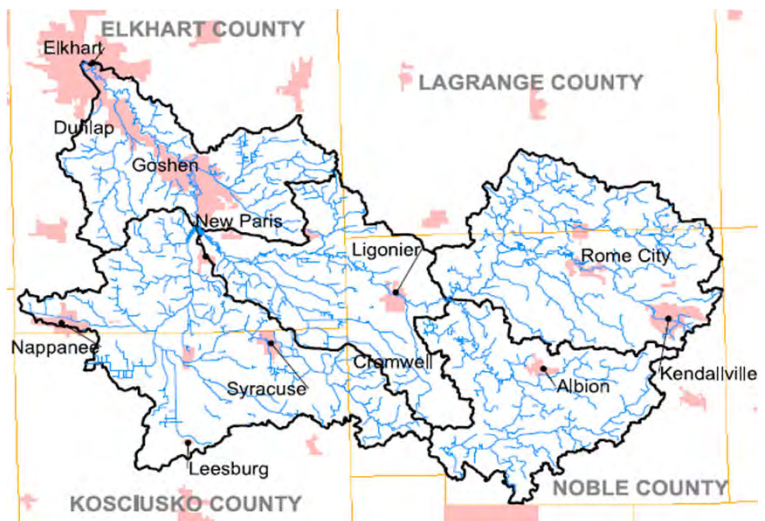 ELKHART COUNTY
Elkhart
LAGRANGE COUNTY
Dunlap
Goshen
New Paris
Ligonier
Rome City
Nappanee
Cromwell
Syracuse
Albion
Kendallville
Leesburg
NOBLE COUNTY
KOSCIUSKO COUNTY